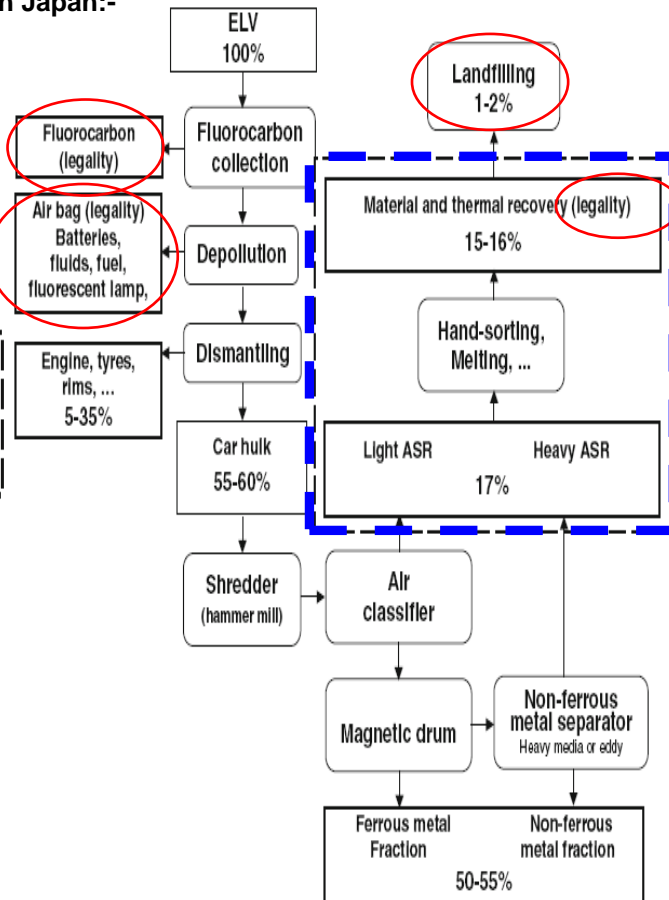 n Japan:-
ELV
100%
Landfilling
1-2%
Fluorocarbon
(legality)
Fluorocarbon
collection
Air bag (legality)
Batteries,
fluids, fuel,
fluorescent lamp,
Depollution
Material and thermal recovery (legality)
15-16%
Dismantling
Hand-sorting,
Melting, ...
Engine, tyres,
rims, ...
5-35%
Car hulk
55-60%
Light ASR
Heavy ASR
17%
Shredder
(hammer mill)
Air
classifier
Magnetic drum
Non-ferrous
metal separator
Heavy media or eddy
Ferrous metal
Fraction
Non-ferrous
metal fraction
50-55%